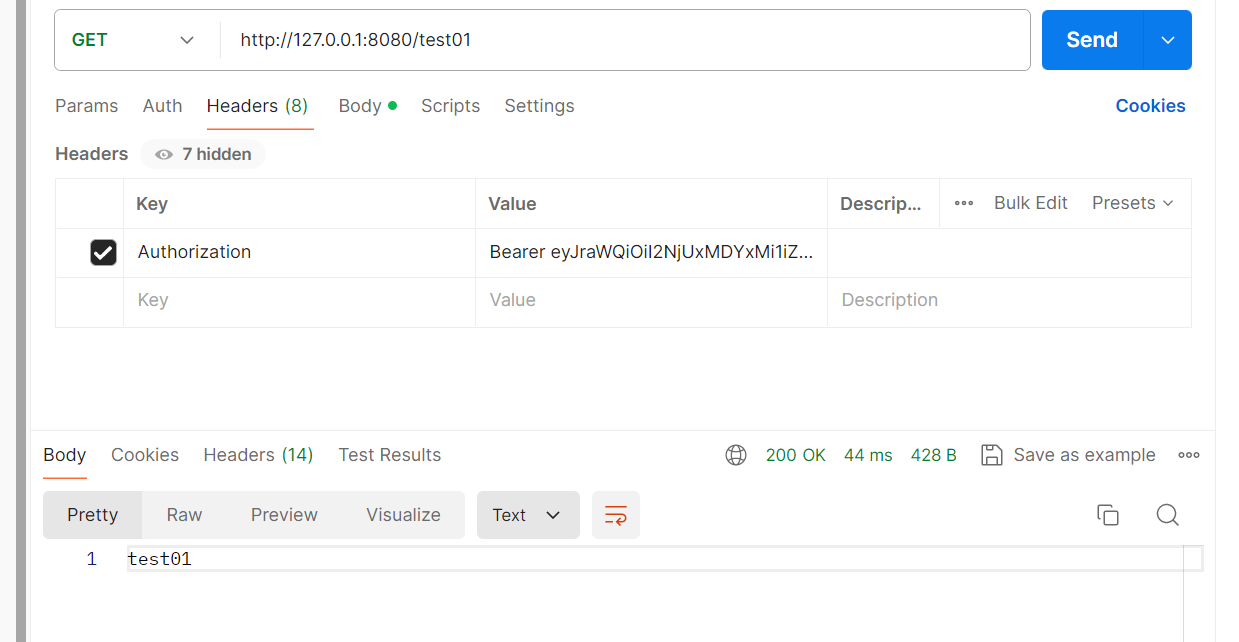 GET http://127.0.0.1:8080/test01 Send
Params Auth Headers (8) Body Scripts Settings Cookies
Headers 7 hidden
Key Value Descrip... Bulk Edit Presets
Authorization Bearer eyJraWQiOiI2NjUxMDYxMi1iZ...
Key Value Description
Body Cookies Headers (14) Test Results 200 OK 44 ms 428 B Save as example
Pretty Raw Preview Visualize Text
1 test01